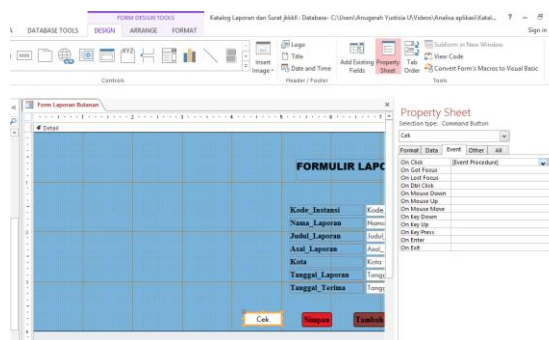 FORM DESIGN TOOLS
Katalog Laporan dan Surat jkkifl : Database- C:\Users\Anugerah Yustisia U\Videos\Analisa aplikasi\Katal...
DATABASE TOOLS DESIGN ARRANGE FORMAT
Sign in
Insert Image
Logo
Title
Date and Time
Add Existing Fields
Property Sheet
Tab Order
Subform in New Window
View Code
Convert Form's Macros to Visual Basic
Controls
Header / Footer
Tools
Form Laporan Bulanan
Detail
FORMULIR LAPO
Kode_Instansi Kode_
Nama_Laporan Nama
Judul_Laporan Judul_
Asal_Laporan Asal_
Kota Kota
Tanggal_Laporan Tangg
Tanggal_Terima Tangg
Cek Simpan Tambah
Property Sheet
Selection type: Command Button
Cek
Format Data Event Other All
On Click [Event Procedure]
On Got Focus
On Lost Focus
On Dbl Click
On Mouse Down
On Mouse Up
On Mouse Move
On Key Down
On Key Up
On Key Press
On Enter
On Exit